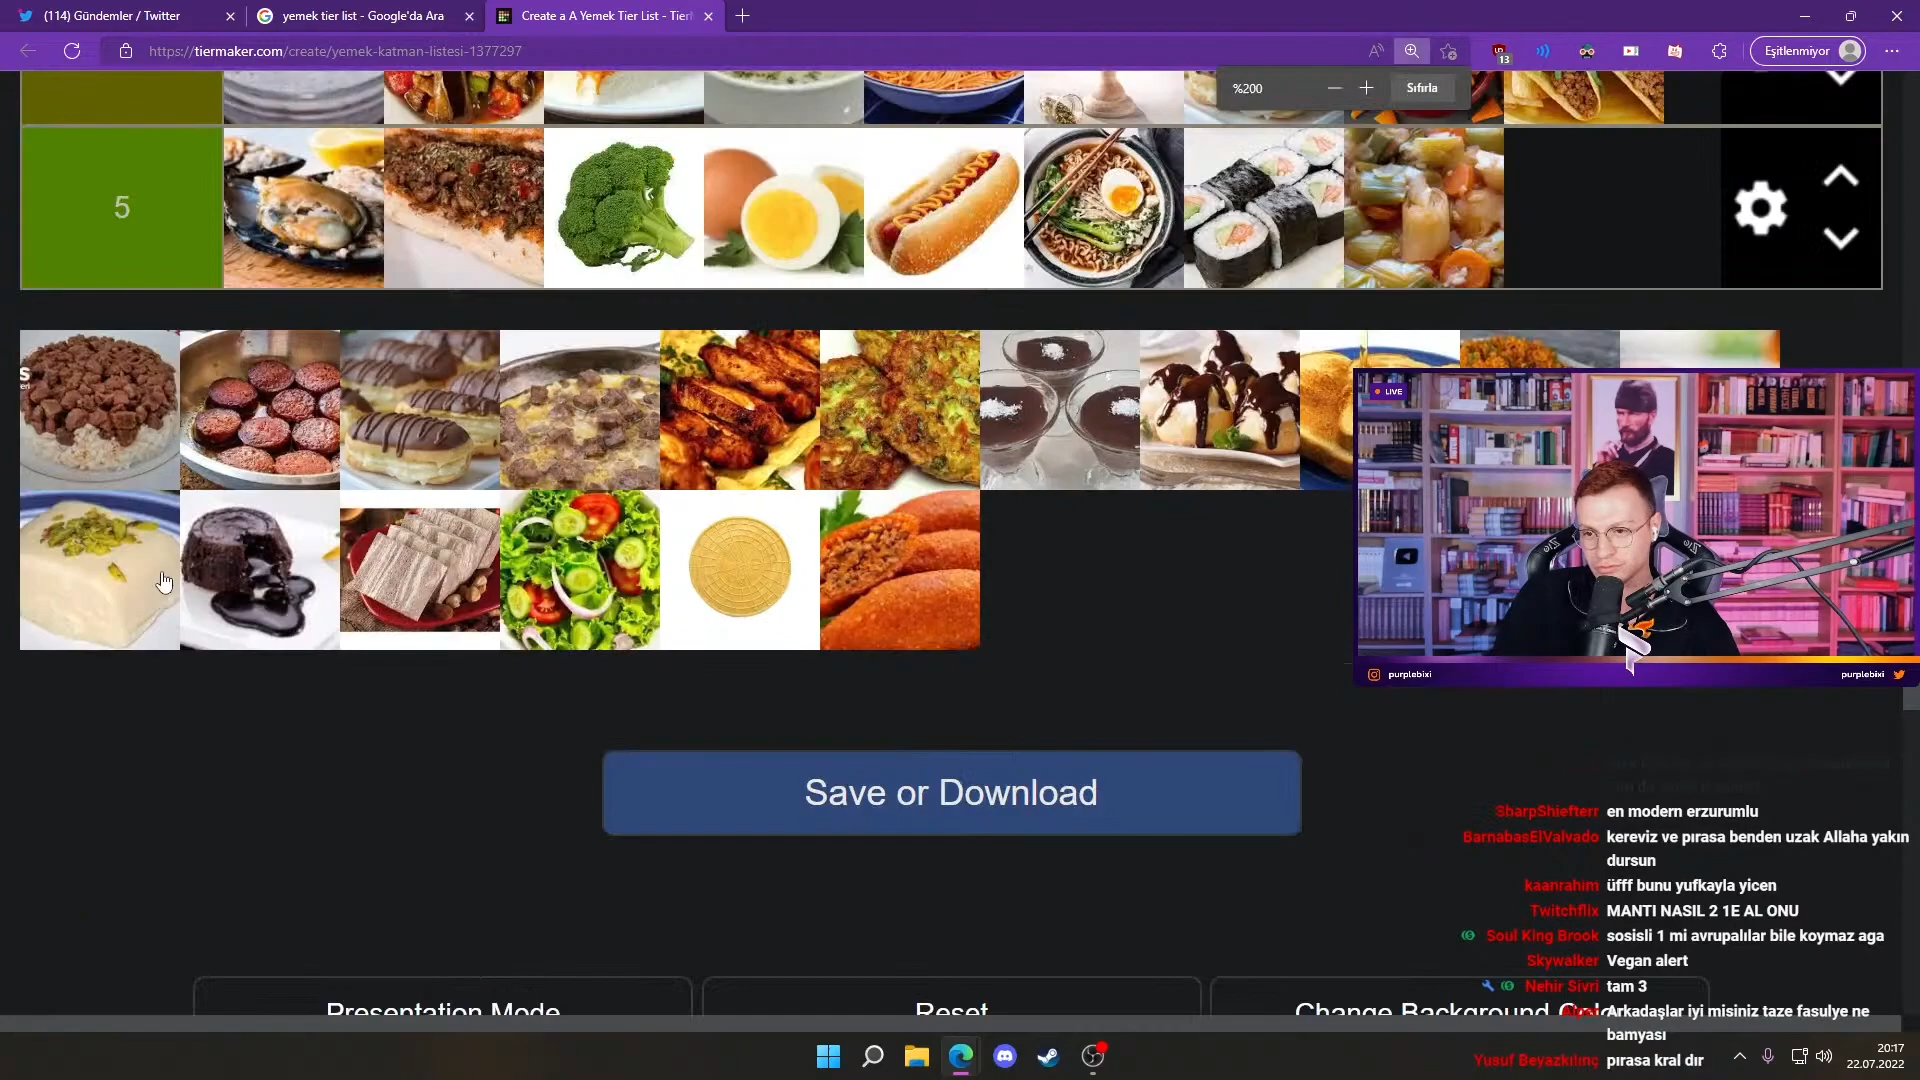 (114) Gündemler / Twitter
yemek tier list - Google'da Ara
Create a A Yemek Tier List - Tier
https://tiermaker.com/create/yemek-katman-listesi-1377297
13
Eşitlenmiyor
%200
Sıfırla
5
LIVE
purplebixi
purplebixi
Save or Download
SharpShiefterr en modern erzurumlu
BarnabasElValvado kereviz ve pırasa benden uzak Allaha yakın
dursun
kaanrahim üfff bunu yufkayla yicen
Twitchflix MANTI NASIL 2 1E AL ONU
Soul King Brook sosisli 1 mi avrupalılar bile koymaz aga
Skywalker Vegan alert
Nehir Sivri tam 3
Arkadaşlar iyi misiniz taze fasulye ne
bamyası
Yusuf Beyazkılınç pırasa kral dır
Presentation Mode
Reset
Change Background
20:17
22.07.2022